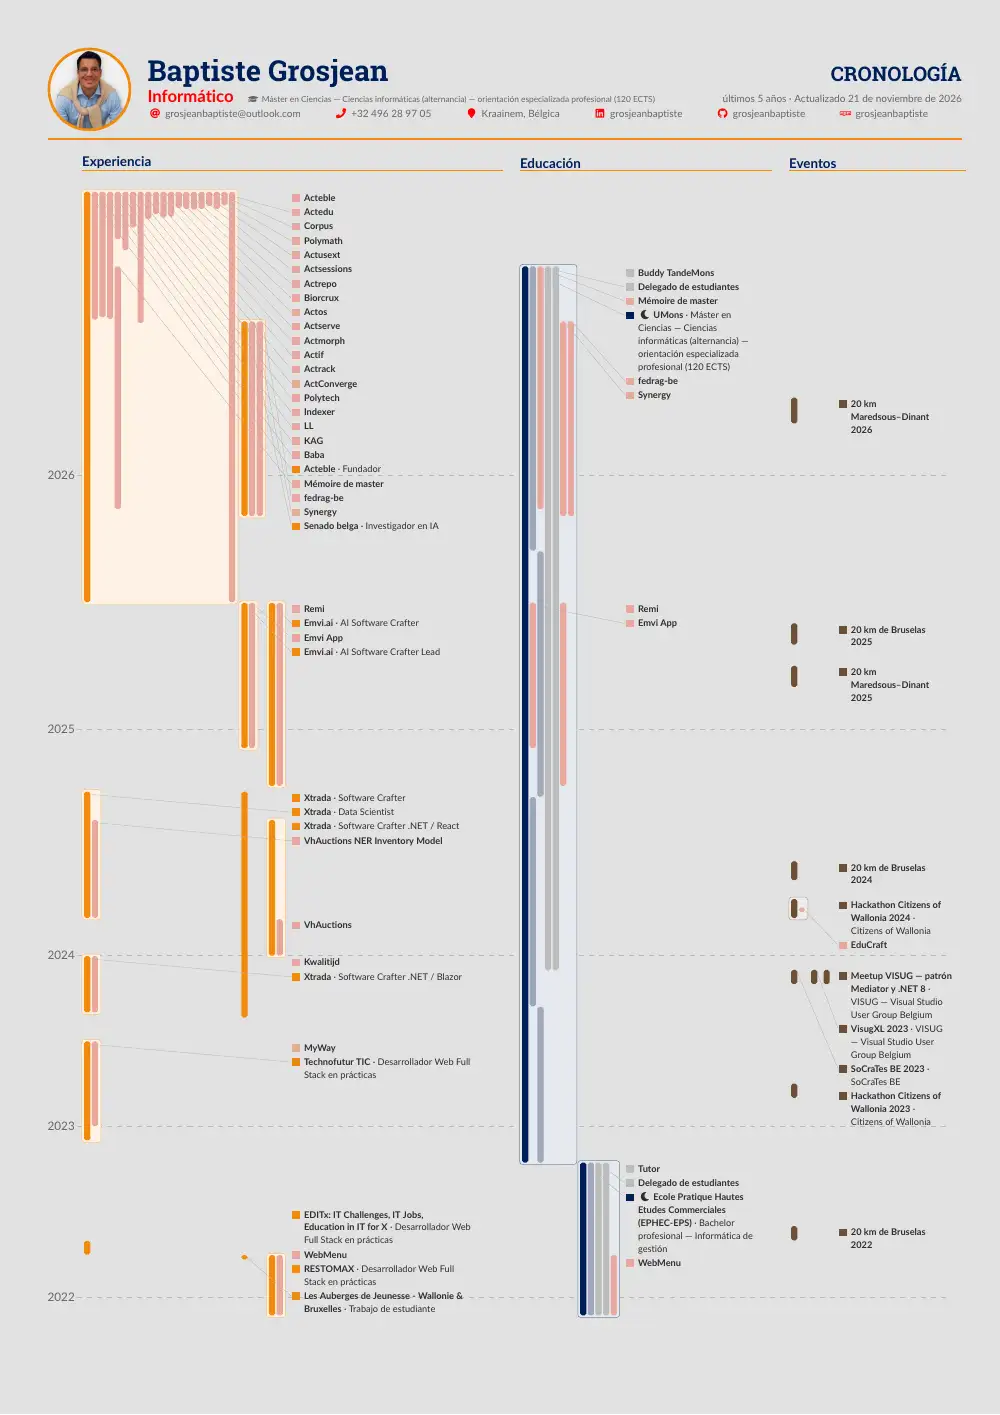 Baptiste Grosjean
CRONOLOGÍA
Informático
Máster en Ciencias — Ciencias informáticas (alternancia) — orientación especializada profesional (120 ECTS)
últimos 5 años · Actualizado 21 de noviembre de 2026
grosjeanbaptiste@outlook.com
+32 496 28 97 05
Kraainem, Bélgica
grosjeanbaptiste
grosjeanbaptiste
grosjeanbaptiste
Experiencia
Acteble
Actedu
Corpus
Polymath
Actusext
Actsessions
Actrepo
Biorcrux
Actos
Actserve
Actmorph
Actif
Actrack
ActConverge
Polytech
Indexer
LL
KAG
Baba
Acteble · Fundador
2026
Mémoire de master
fedrag-be
Synergy
Senado belga · Investigador en IA
Remi
Emvi.ai · AI Software Crafter
Emvi App
Emvi.ai · AI Software Crafter Lead
2025
Xtrada · Software Crafter
Xtrada · Data Scientist
Xtrada · Software Crafter .NET / React
VhAuctions NER Inventory Model
VhAuctions
2024
Kwalitijd
Xtrada · Software Crafter .NET / Blazor
MyWay
Technofutur TIC · Desarrollador Web Full
Stack en prácticas
2023
EDITx: IT Challenges, IT Jobs,
Education in IT for X · Desarrollador Web
Full Stack en prácticas
WebMenu
RESTOMAX · Desarrollador Web Full
Stack en prácticas
Les Auberges de Jeunesse - Wallonie &
Bruxelles · Trabajo de estudiante
2022
Educación
Buddy TandeMons
Delegado de estudiantes
Mémoire de master
UMons · Máster en
Ciencias — Ciencias
informáticas (alternancia) —
orientación especializada
profesional (120 ECTS)
fedrag-be
Synergy
Remi
Emvi App
Tutor
Delegado de estudiantes
Ecole Pratique Hautes
Etudes Commerciales
(EPHEC-EPS) · Bachelor
profesional — Informática de
gestión
WebMenu
Eventos
20 km
Maredsous–Dinant
2026
20 km de Bruselas
2025
20 km
Maredsous–Dinant
2025
20 km de Bruselas
2024
Hackathon Citizens of
Wallonia 2024 ·
Citizens of Wallonia
EduCraft
Meetup VISUG — patrón
Mediator y .NET 8 ·
VISUG — Visual Studio
User Group Belgium
VisugXL 2023 · VISUG
— Visual Studio User
Group Belgium
SoCraTes BE 2023 ·
SoCraTes BE
Hackathon Citizens of
Wallonia 2023 ·
Citizens of Wallonia
20 km de Bruselas
2022